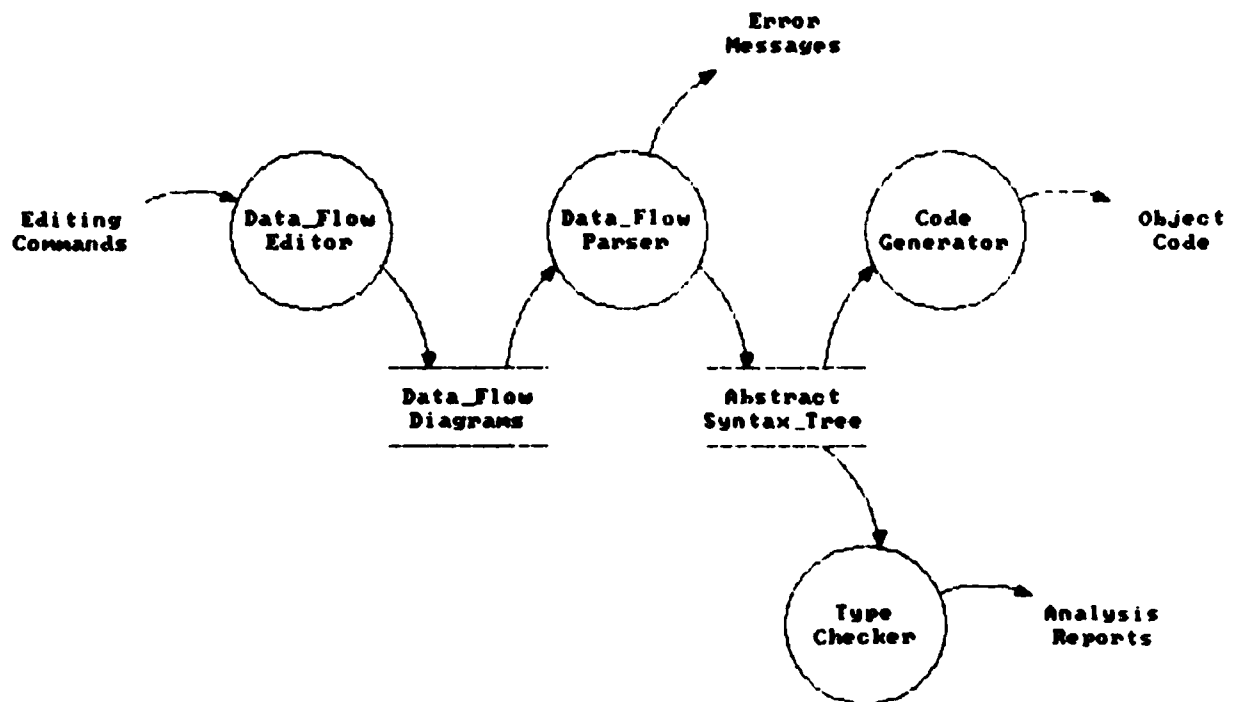 Error
Messages
Editing
Commands
Data_Flow
Editor
Data_Flow
Parser
Code
Generator
Object
Code
Data_Flow
Diagrams
Abstract
Syntax_Tree
Type
Checker
Analysis
Reports